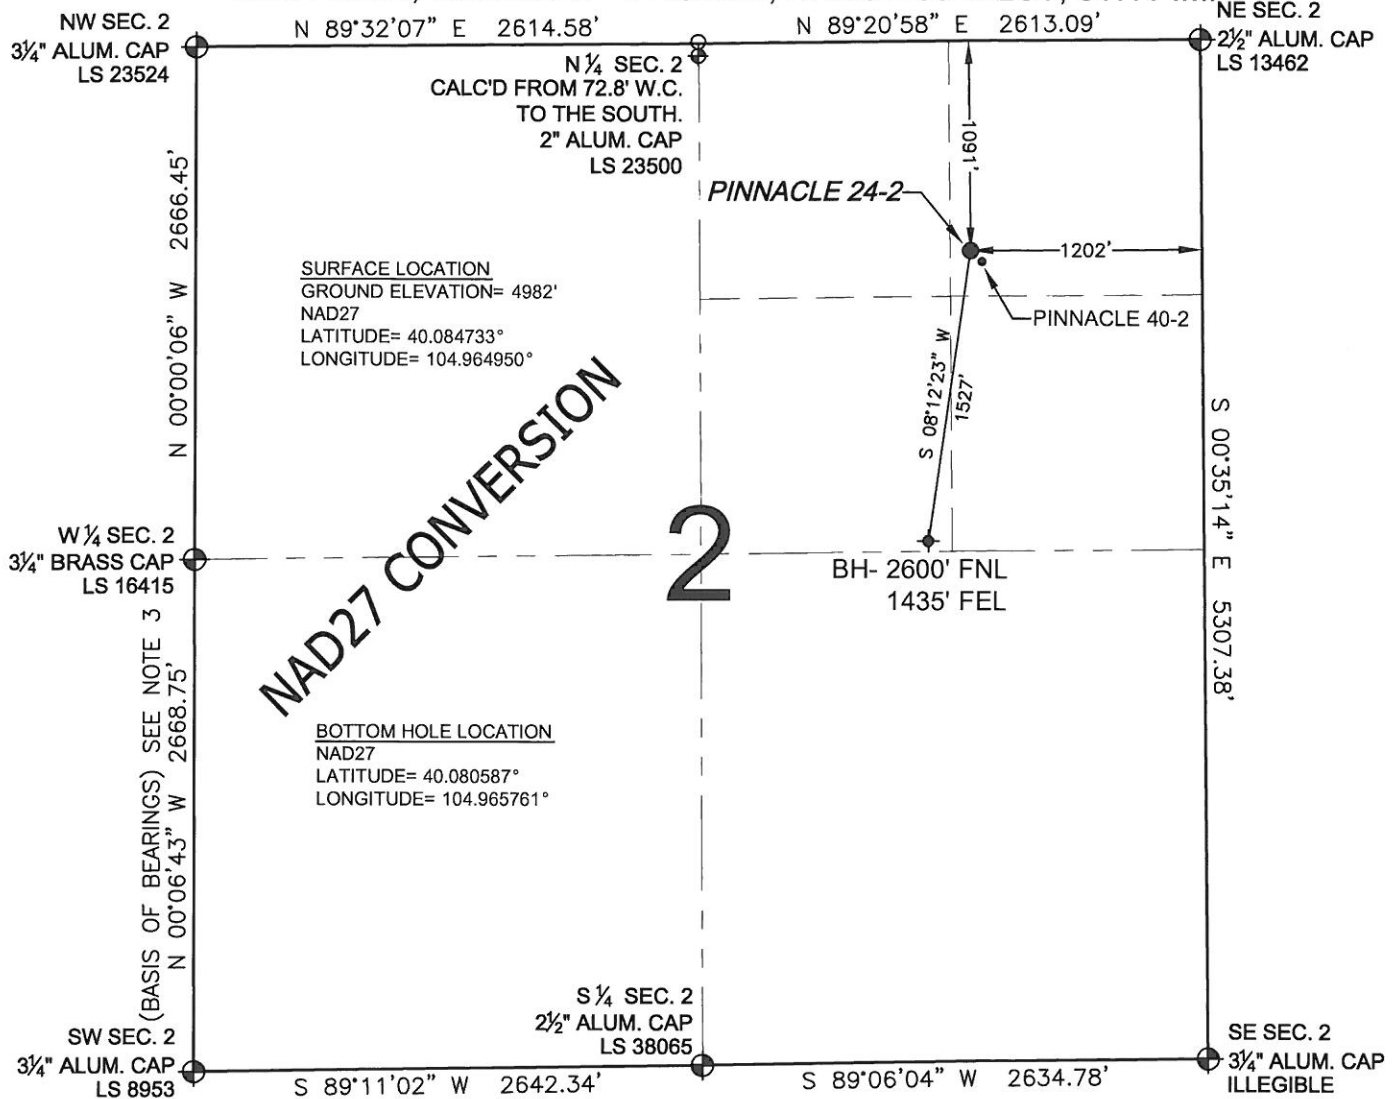 NW SEC. 2
3¼" ALUM. CAP
LS 23524
N 89°32'07" E 2614.58'
N 89°20'58" E 2613.09'
NE SEC. 2
2½" ALUM. CAP
LS 13462
N ¼ SEC. 2
CALC'D FROM 72.8' W.C.
TO THE SOUTH.
2" ALUM. CAP
LS 23500
1091'
PINNACLE 24-2
1202'
PINNACLE 40-2
N 00°00'06" W 2666.45'
SURFACE LOCATION
GROUND ELEVATION= 4982'
NAD27
LATITUDE= 40.084733°
LONGITUDE= 104.964950°
S 08°12'23" W
1527'
S 00°35'14" E 5307.38'
NAD27 CONVERSION
2
W ¼ SEC. 2
3¼" BRASS CAP
LS 16415
BH- 2600' FNL
1435' FEL
(BASIS OF BEARINGS) SEE NOTE 3
N 00°06'43" W 2668.75'
BOTTOM HOLE LOCATION
NAD27
LATITUDE= 40.080587°
LONGITUDE= 104.965761°
SW SEC. 2
3¼" ALUM. CAP
LS 8953
S ¼ SEC. 2
2½" ALUM. CAP
LS 38065
SE SEC. 2
3¼" ALUM. CAP
ILLEGIBLE
S 89°11'02" W 2642.34'
S 89°06'04" W 2634.78'